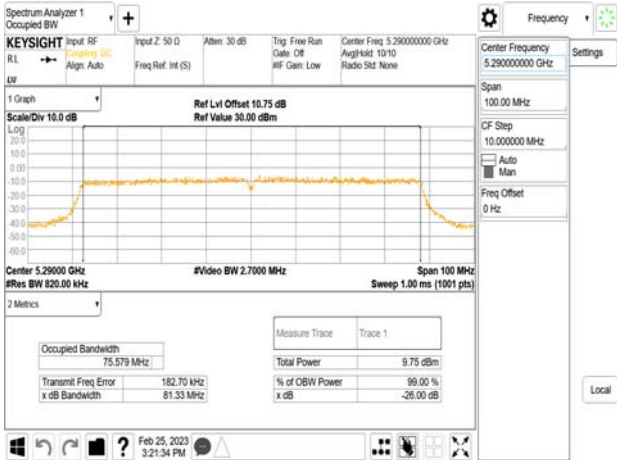 Spectrum Analyzer 1
Occupied BW
Frequency
KEYSIGHT
Input: RF
Coupling: DC
Align: Auto
Input Z: 50 Ω
Freq Ref: Int (S)
Atten: 30 dB
Trig: Free Run
Gate: Off
#IF Gain: Low
Center Freq: 5.290000000 GHz
Avg|Hold: 10/10
Radio Std: None
RL
Center Frequency
5.290000000 GHz
Settings
Span
100.00 MHz
CF Step
10.000000 MHz
Auto
Man
Freq Offset
0 Hz
Local
1 Graph
Scale/Div 10.0 dB
Ref Lvl Offset 10.75 dB
Ref Value 30.00 dBm
Log
20.0
10.0
0.00
-10.0
-20.0
-30.0
-40.0
-50.0
-60.0
Center 5.29000 GHz
#Video BW 2.7000 MHz
Span 100 MHz
#Res BW 820.00 kHz
Sweep 1.00 ms (1001 pts)
2 Metrics
Measure Trace
Trace 1
Occupied Bandwidth
75.579 MHz
Total Power
9.75 dBm
Transmit Freq Error
182.70 kHz
% of OBW Power
99.00 %
x dB Bandwidth
81.33 MHz
x dB
-26.00 dB
?
Feb 25, 2023
3:21:34 PM